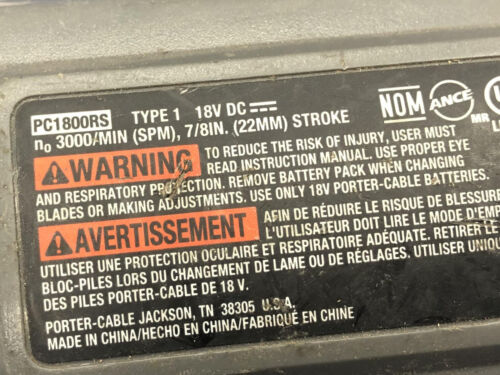 PC1800RS TYPE 1 18V DC NOM ANCE
n0 3000/MIN (SPM), 7/8IN. (22MM) STROKE MR
WARNING TO REDUCE THE RISK OF INJURY, USER MUST
READ INSTRUCTION MANUAL. USE PROPER EYE
AND RESPIRATORY PROTECTION. REMOVE BATTERY PACK WHEN CHANGING
BLADES OR MAKING ADJUSTMENTS. USE ONLY 18V PORTER-CABLE BATTERIES.
AVERTISSEMENT AFIN DE RÉDUIRE LE RISQUE DE BLESSURE
L'UTILISATEUR DOIT LIRE LE MODE D'EMP
UTILISER UNE PROTECTION OCULAIRE ET RESPIRATOIRE ADÉQUATE. RETIRER LE
BLOC-PILES LORS DU CHANGEMENT DE LAME OU DE RÉGLAGES. UTILISER UNIQU
DES PILES PORTER-CABLE DE 18 V.
PORTER-CABLE JACKSON, TN 38305 U.S.A.
MADE IN CHINA/HECHO EN CHINA/FABRIQUÉ EN CHINE